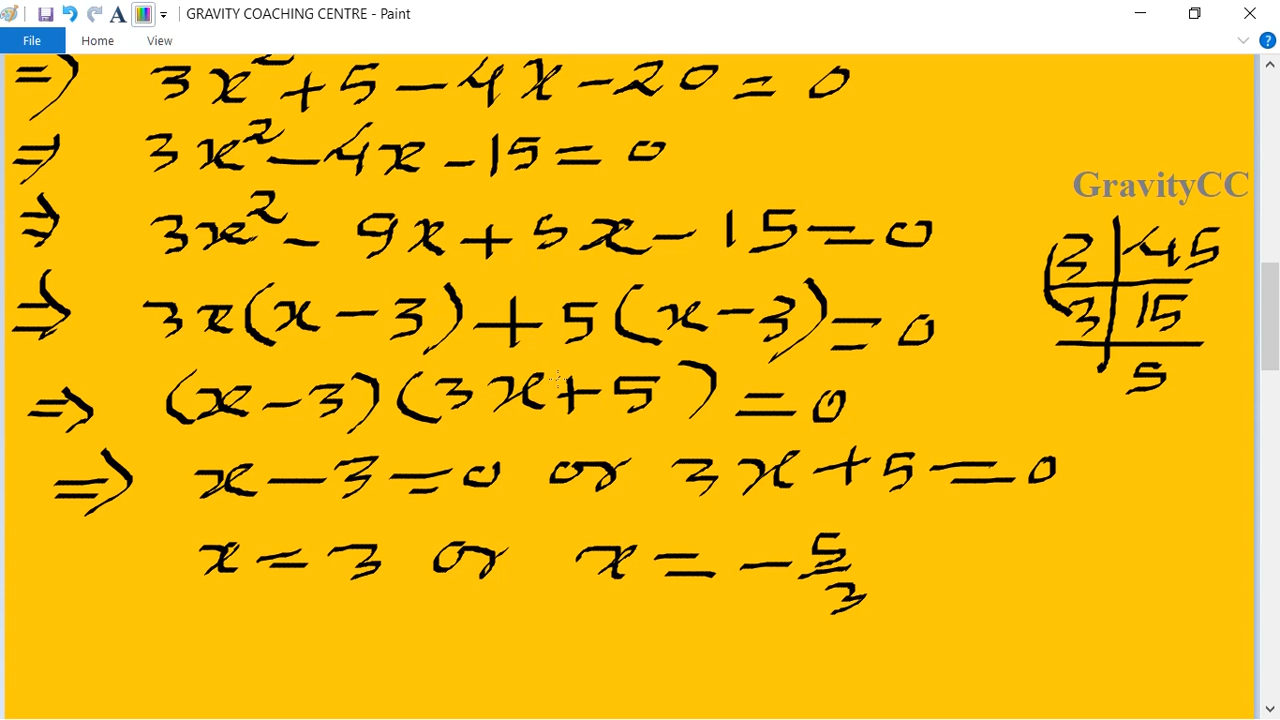 GRAVITY COACHING CENTRE - Paint
File Home View
=> 3x² + 5 - 4x - 20 = 0
=> 3x² - 4x - 15 = 0
GravityCC
=> 3x² - 9x + 5x - 15 = 0
3 | 45
=> 3x(x - 3) + 5(x - 3) = 0
3 | 15
5
=> (x - 3)(3x + 5) = 0
=> x - 3 = 0 or 3x + 5 = 0
x = 3 or x = - 5/3